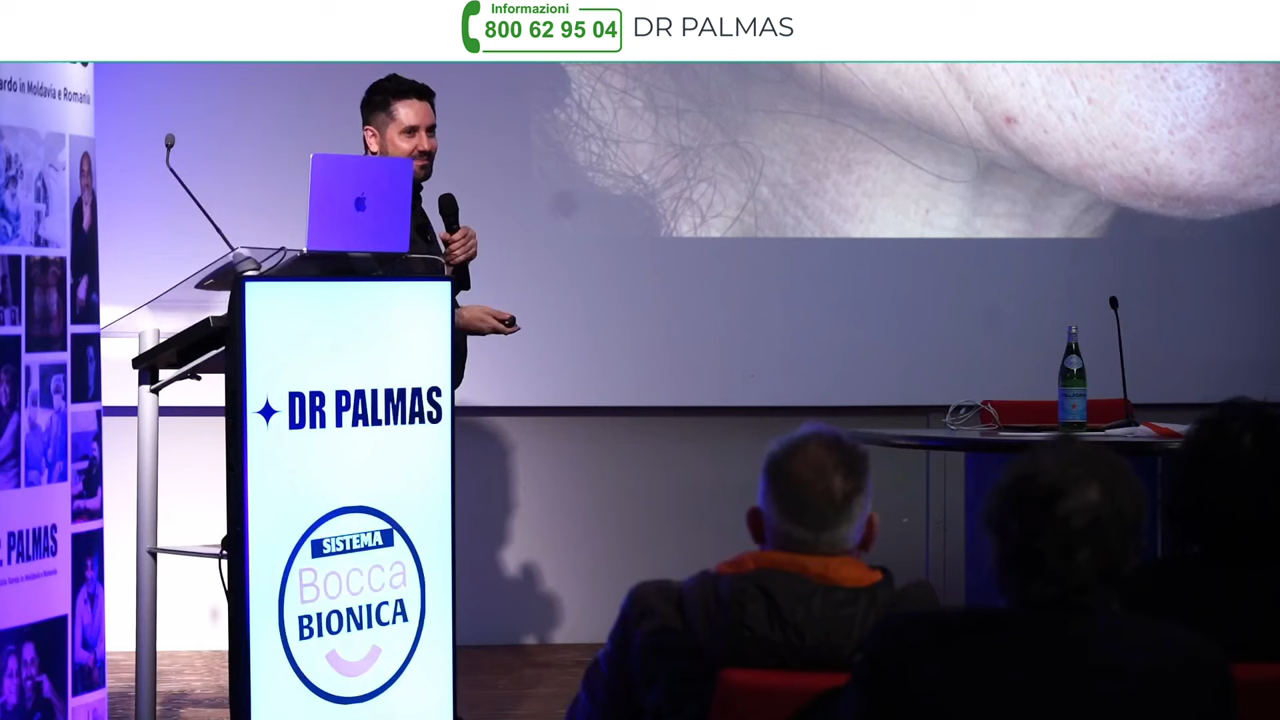 Informazioni
800 62 95 04
DR PALMAS
ardo in Moldavia e Romania
DR PALMAS
SISTEMA
Bocca
BIONICA
PALMAS